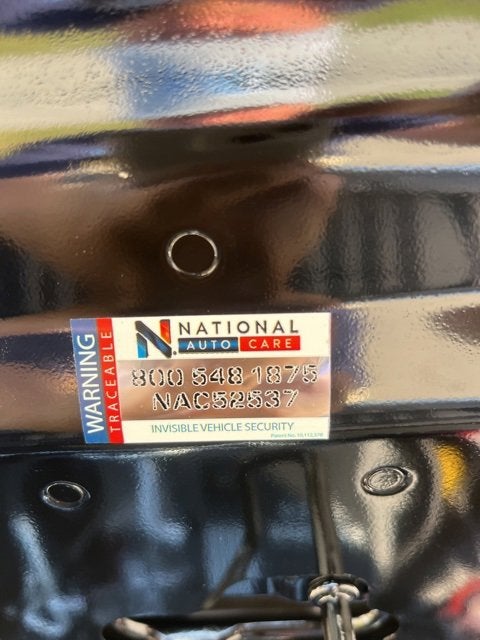 WARNING
TRACEABLE
N. NATIONAL
AUTO CARE
800 548 1875
NAC52537
INVISIBLE VEHICLE SECURITY